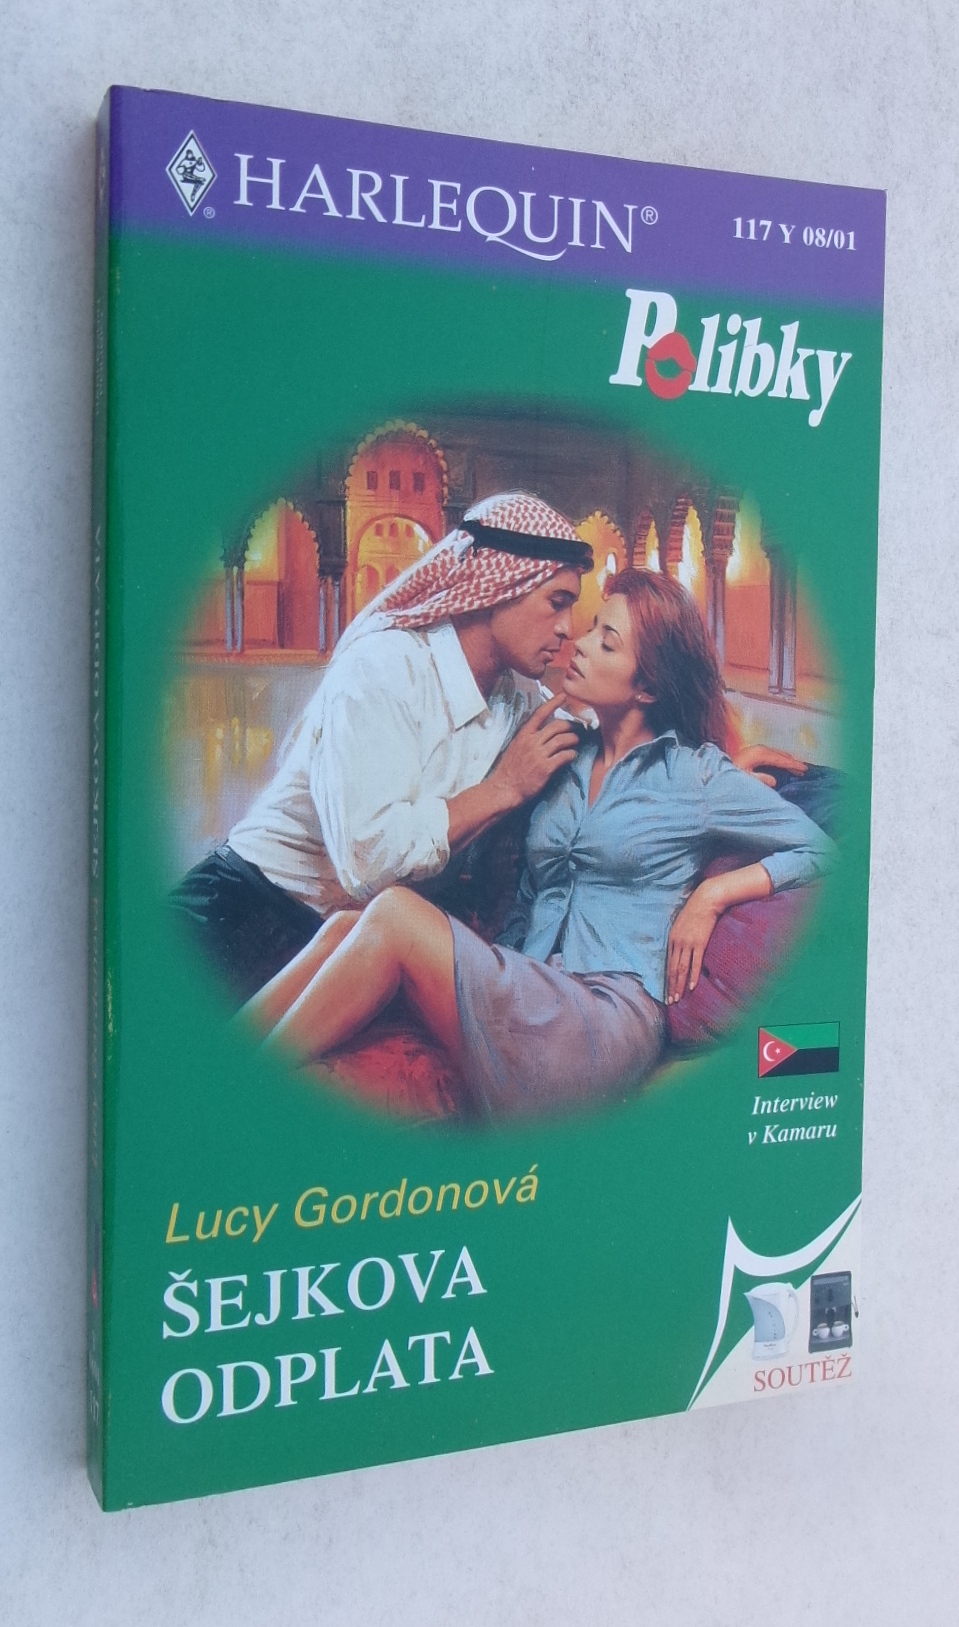 HARLEQUIN®
117 Y 08/01
Polibky
Interview
v Kamaru
Lucy Gordonová
ŠEJKOVA
ODPLATA
SOUTĚŽ